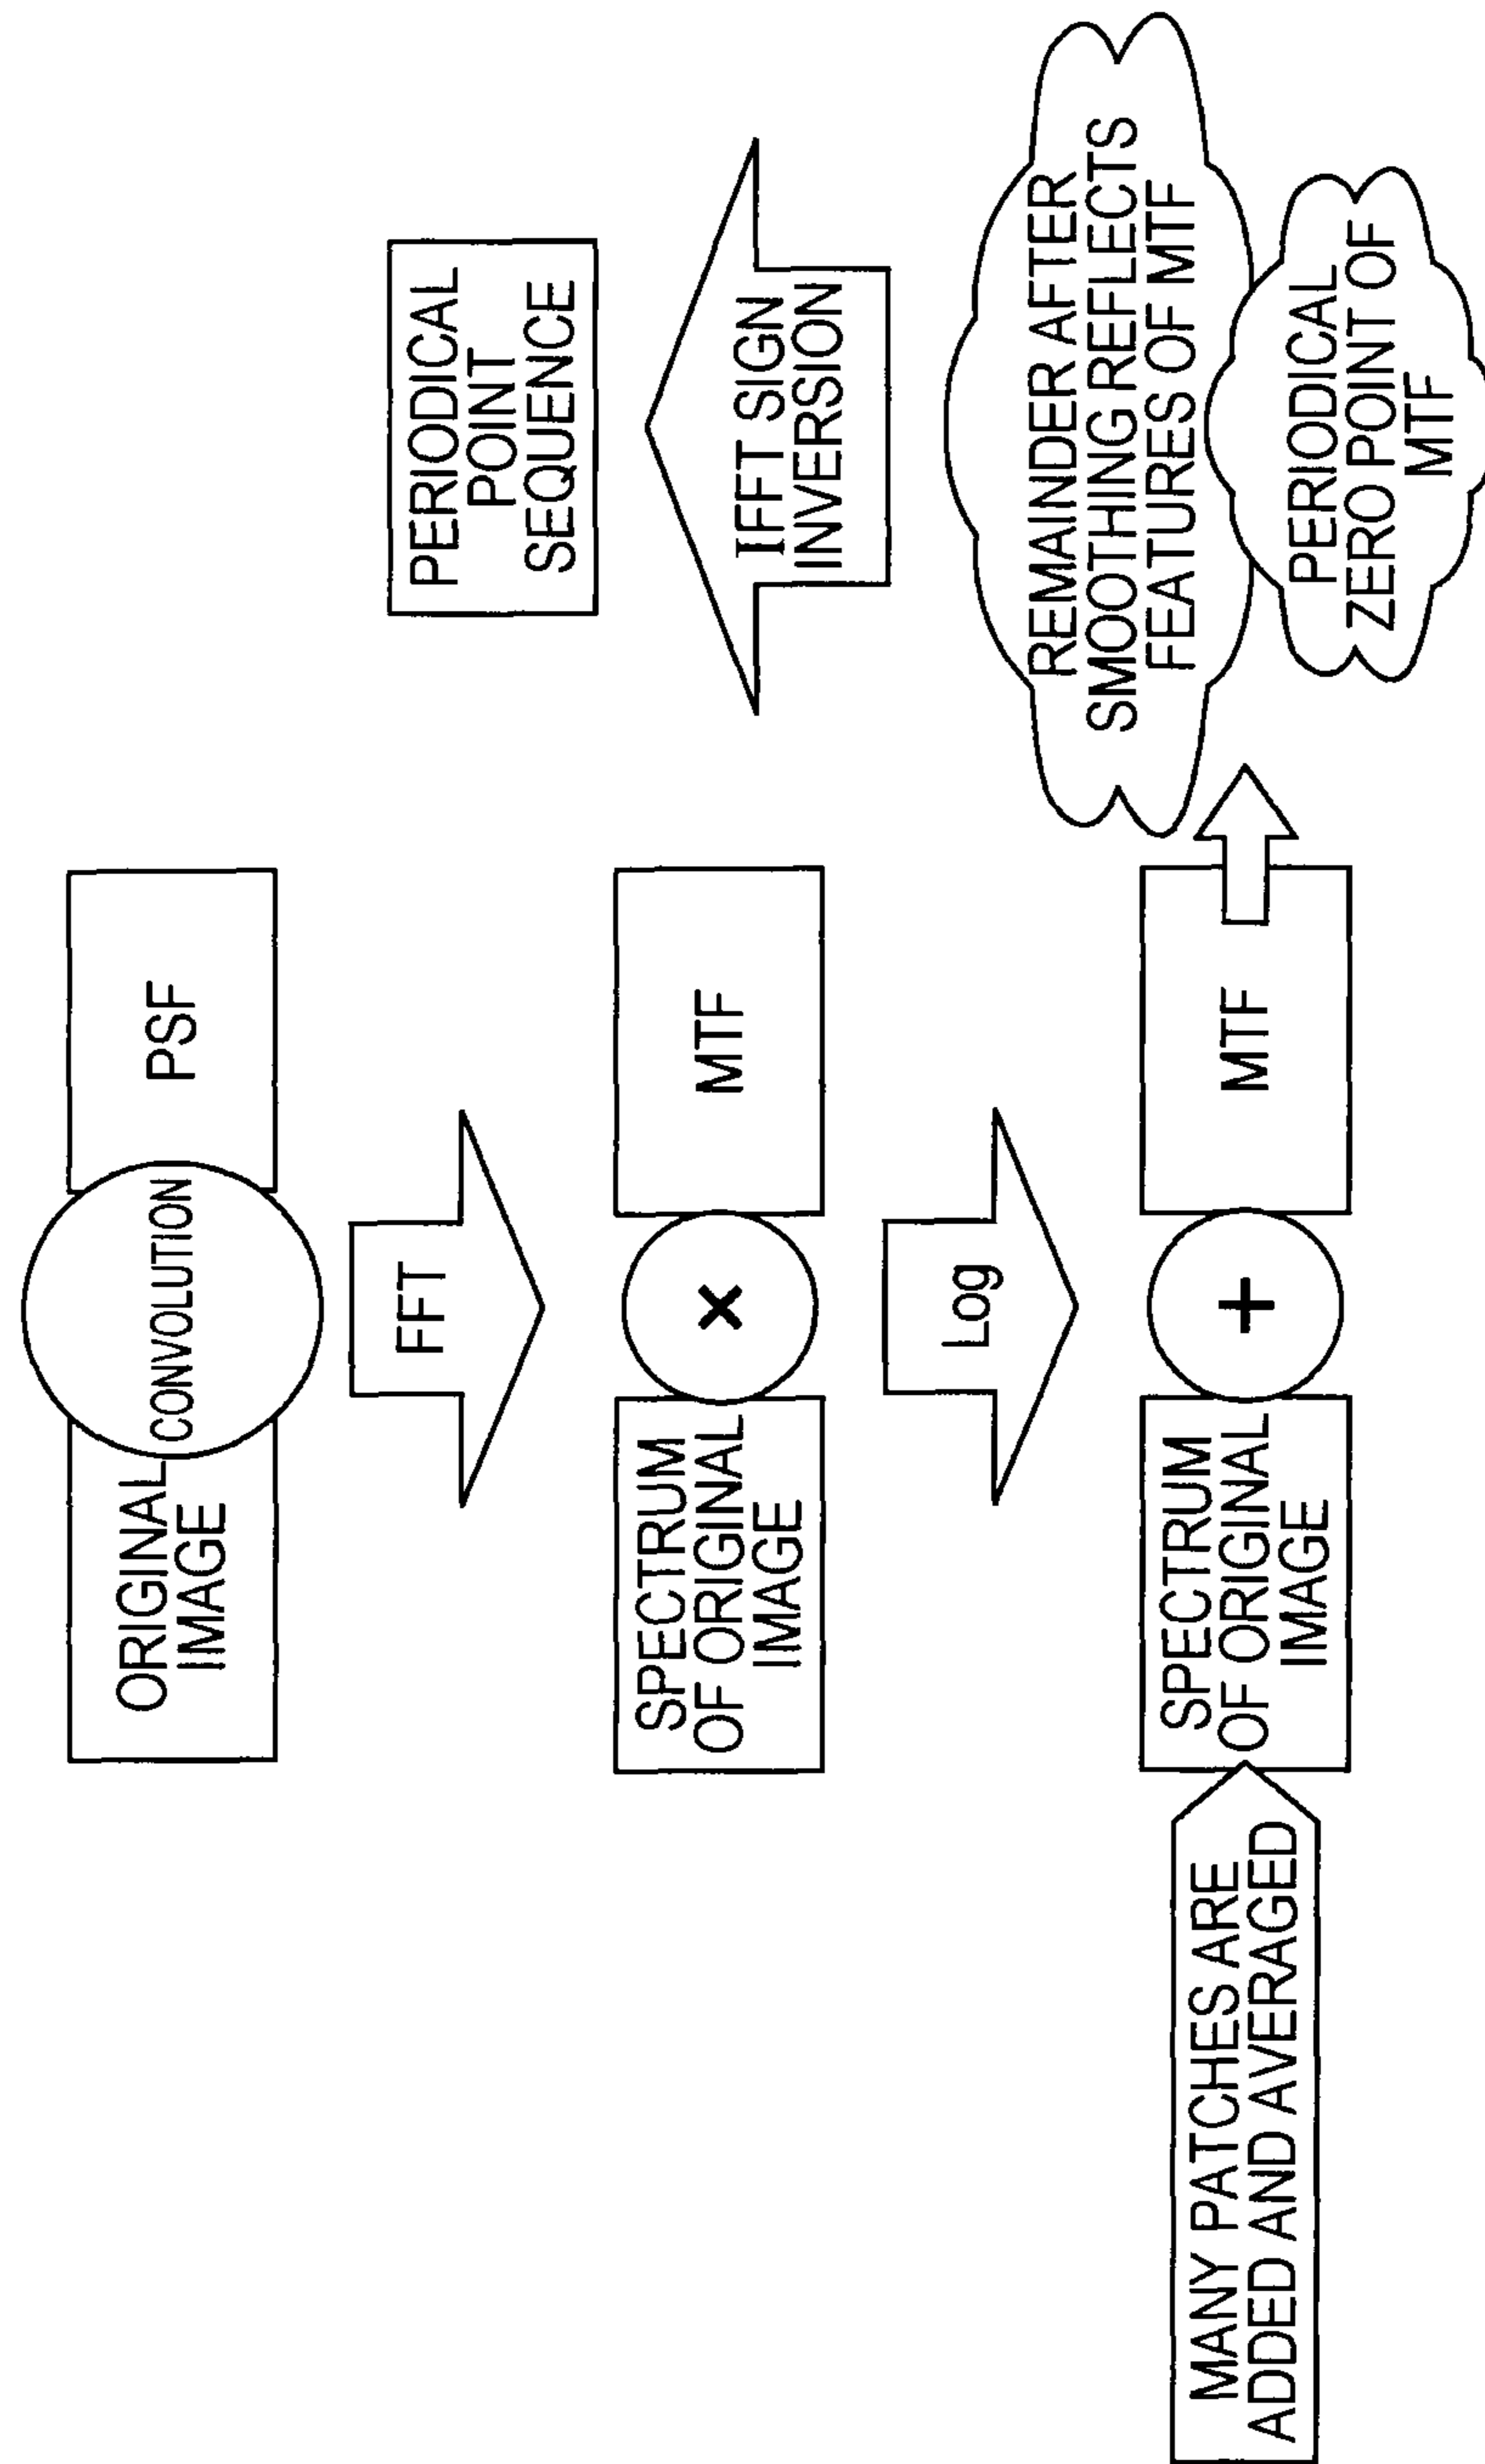 ORIGINAL
IMAGE
CONVOLUTION
PSF
FFT
SPECTRUM
OF ORIGINAL
IMAGE
×
MTF
Log
MANY PATCHES ARE
ADDED AND AVERAGED
SPECTRUM
OF ORIGINAL
IMAGE
+
MTF
REMAINDER AFTER
SMOOTHING REFLECTS
FEATURES OF MTF
PERIODICAL
ZERO POINT OF
MTF
IFFT SIGN
INVERSION
PERIODICAL
POINT
SEQUENCE